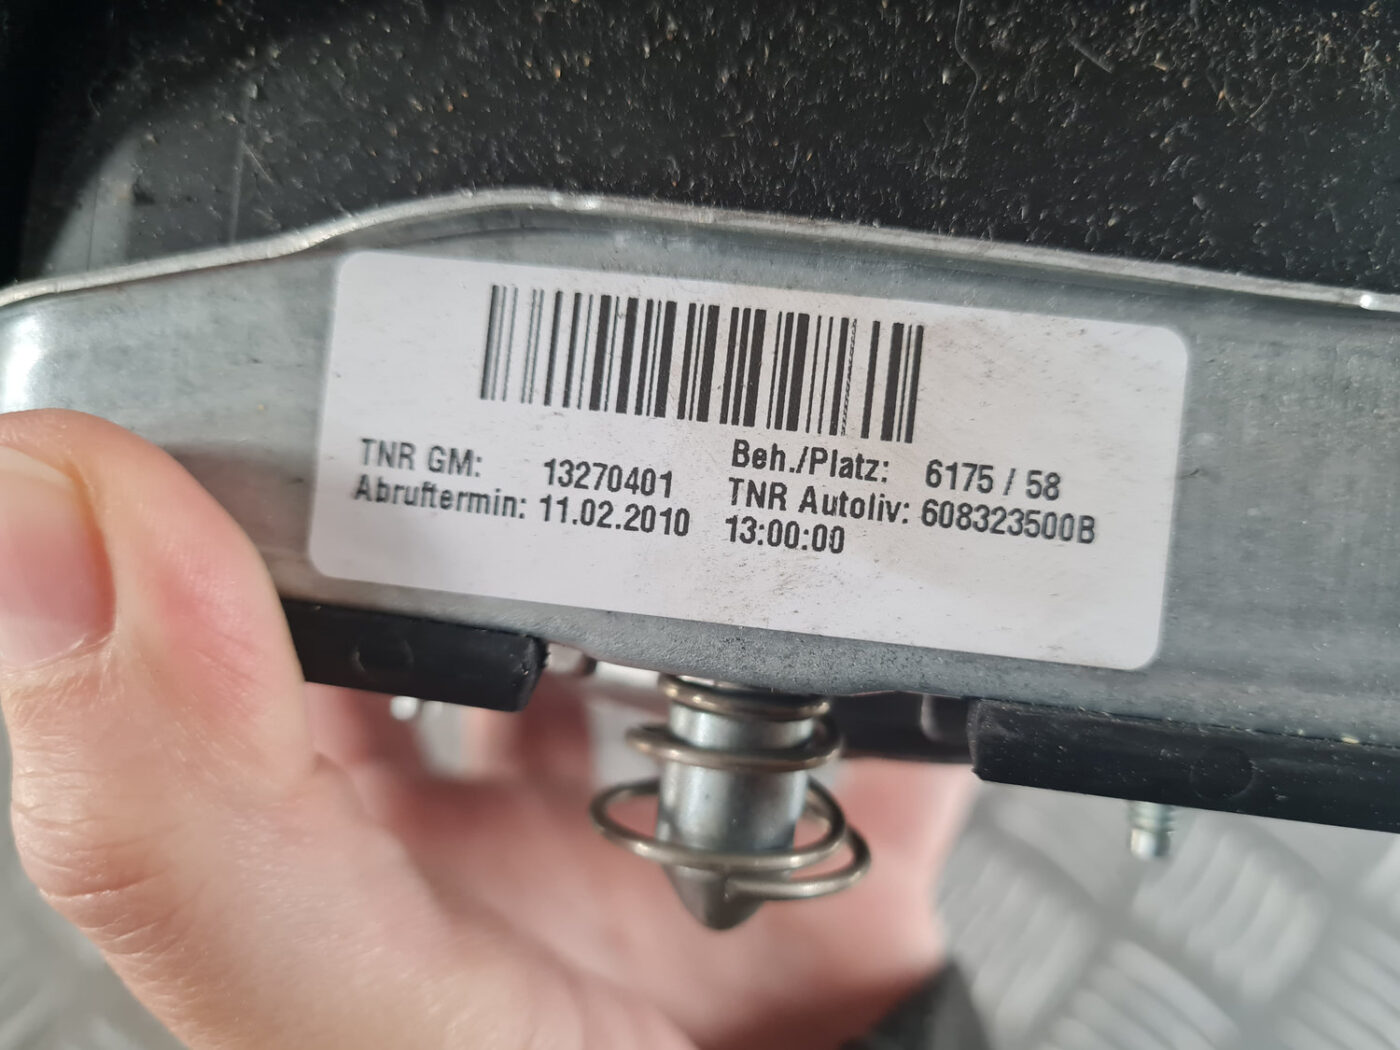 TNR GM: 13270401 Beh./Platz: 6175 / 58
Abruftermin: 11.02.2010 13:00:00 TNR Autoliv: 608323500B